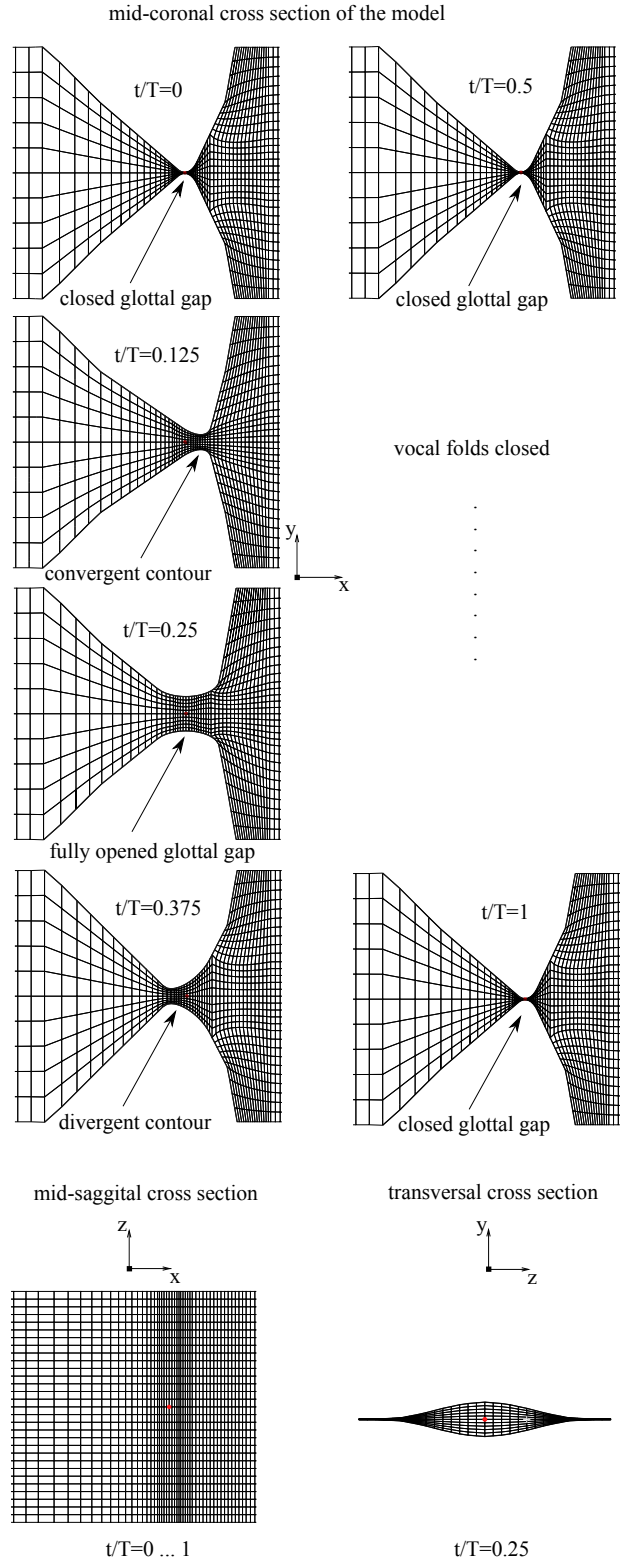 mid-coronal cross section of the model
t/T=0
closed glottal gap
t/T=0.5
closed glottal gap
t/T=0.125
convergent contour
vocal folds closed
y
x
t/T=0.25
fully opened glottal gap
t/T=0.375
divergent contour
t/T=1
closed glottal gap
mid-saggital cross section
z
x
t/T=0 ... 1
transversal cross section
y
z
t/T=0.25